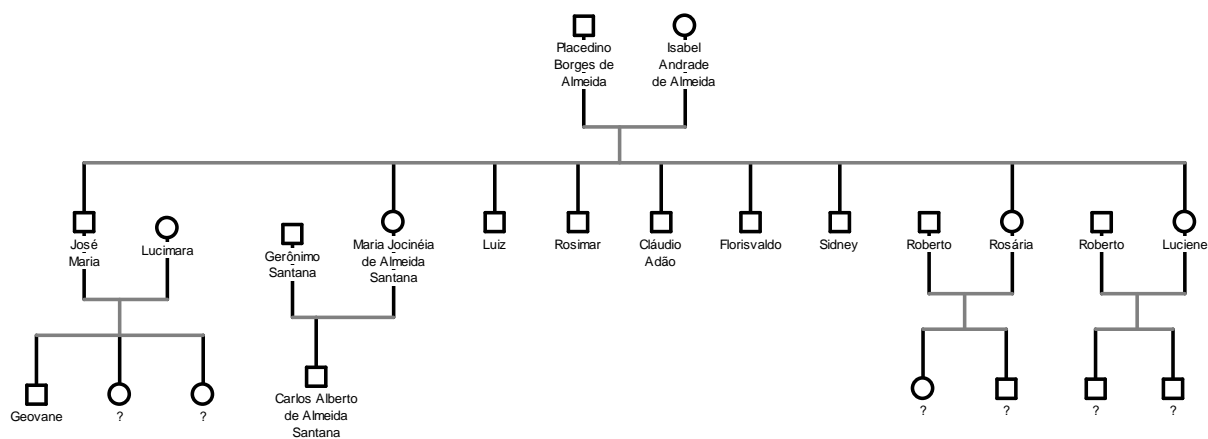 Placedino
Borges de
Almeida
Isabel
Andrade
de Almeida
José
Maria
Lucimara
Gerônimo
Santana
Maria Jocinéia
de Almeida
Santana
Luiz
Rosimar
Cláudio
Adão
Florisvaldo
Sidney
Roberto
Rosária
Roberto
Luciene
Geovane
?
?
Carlos Alberto
de Almeida
Santana
?
?
?
?